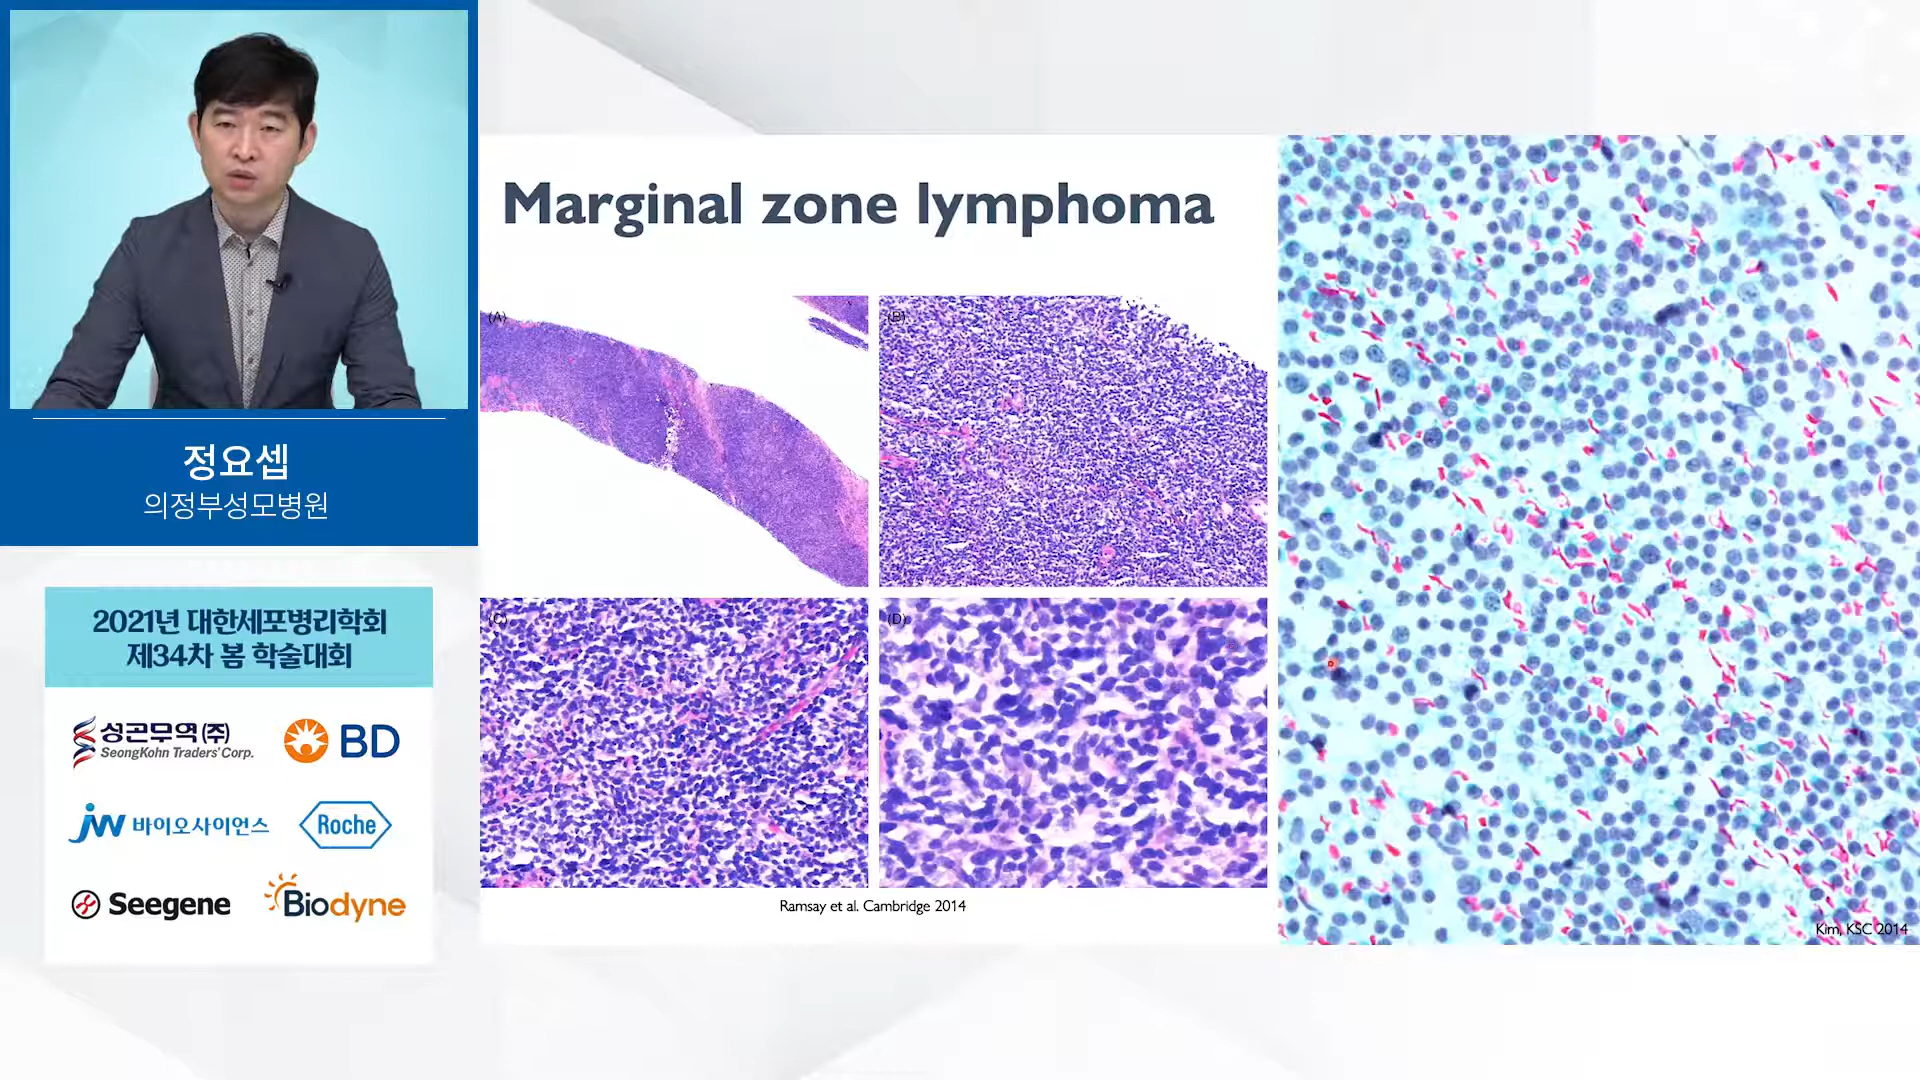 정요셉
의정부성모병원
2021년 대한세포병리학회
제34차 봄 학술대회
성곤무역(주)
SeongKohn Traders' Corp.
BD
jw 바이오사이언스
Roche
Seegene
Biodyne
Marginal zone lymphoma
(A)
(B)
(C)
(D)
Ramsay et al. Cambridge 2014
Kim, KSC 2014